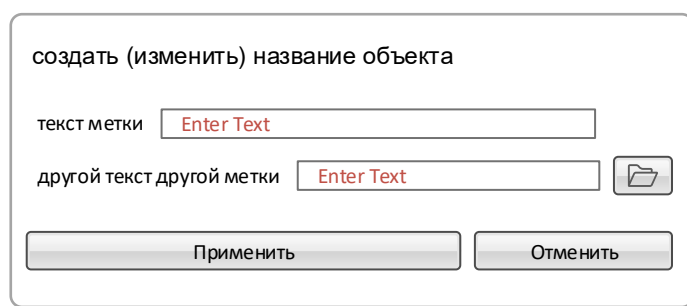 создать (изменить) название объекта
текст метки Enter Text
другой текст другой метки Enter Text
Применить Отменить